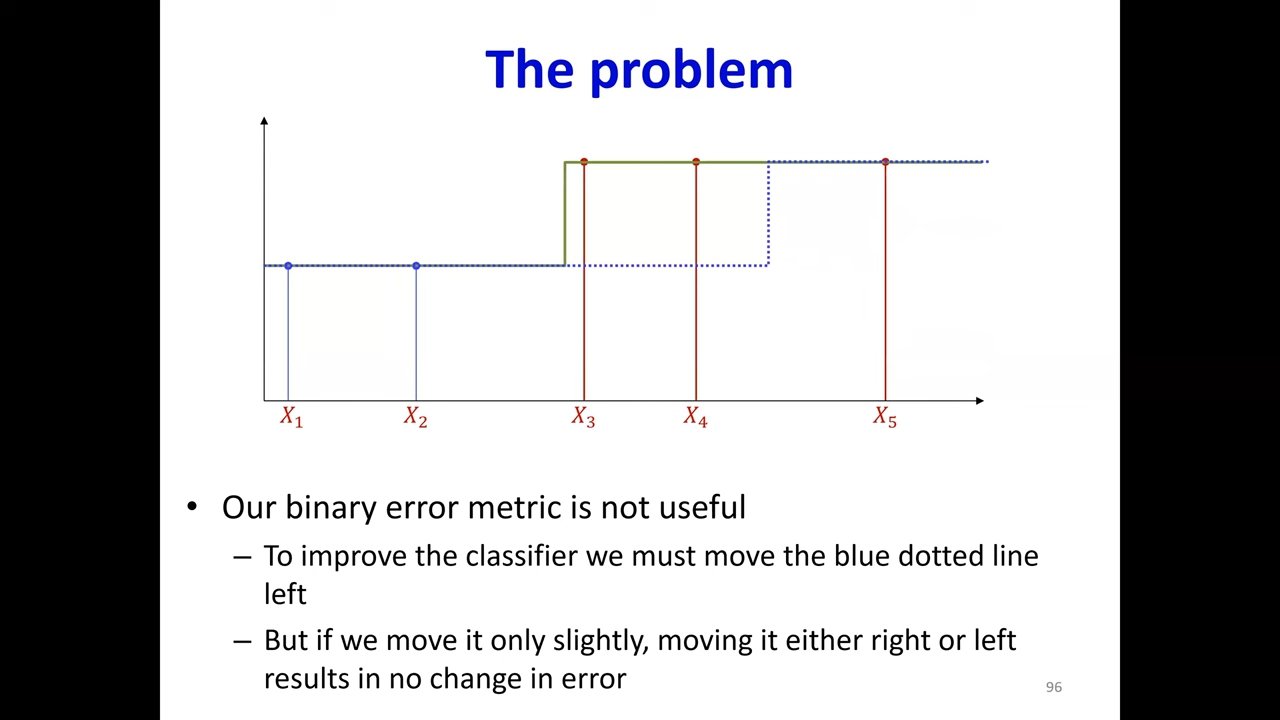 The problem
X₁ X₂ X₃ X₄ X₅
• Our binary error metric is not useful
– To improve the classifier we must move the blue dotted line
left
– But if we move it only slightly, moving it either right or left
results in no change in error
96